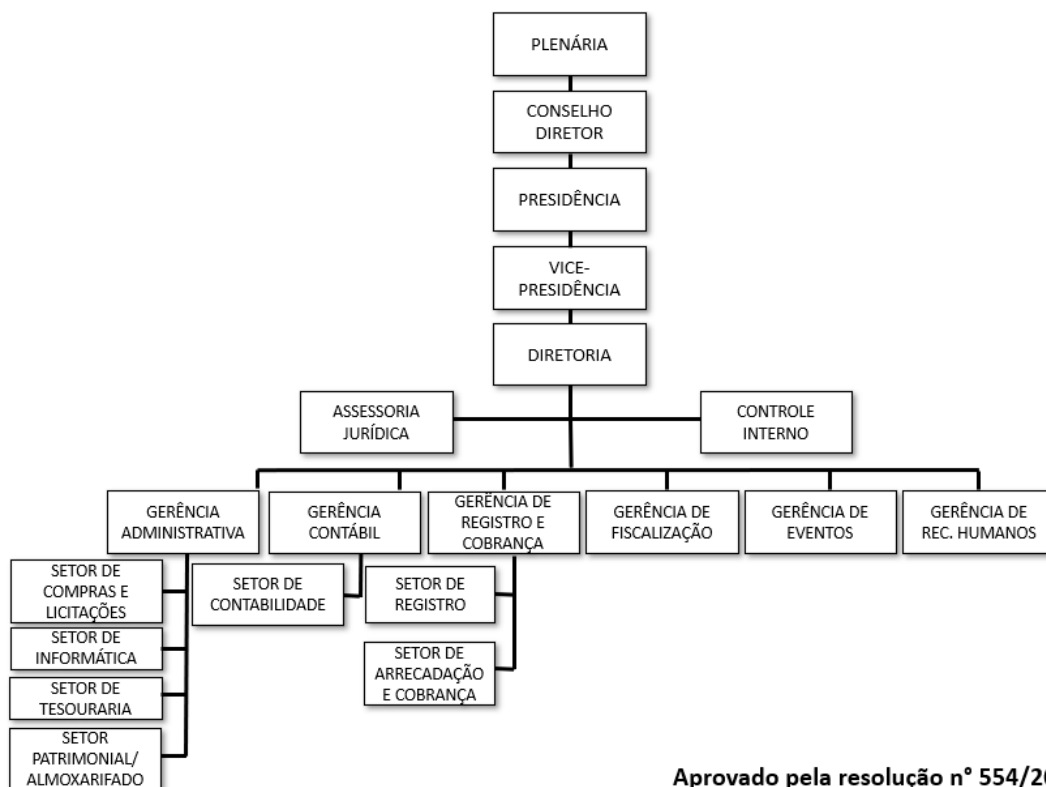 PLENÁRIA
CONSELHO
DIRETOR
PRESIDÊNCIA
VICE-
PRESIDÊNCIA
DIRETORIA
ASSESSORIA
JURÍDICA
CONTROLE
INTERNO
GERÊNCIA
ADMINISTRATIVA
GERÊNCIA
CONTÁBIL
GERÊNCIA DE
REGISTRO E
COBRANÇA
GERÊNCIA DE
FISCALIZAÇÃO
GERÊNCIA DE
EVENTOS
GERÊNCIA DE
REC. HUMANOS
SETOR DE
COMPRAS E
LICITAÇÕES
SETOR DE
INFORMÁTICA
SETOR DE
TESOURARIA
SETOR
PATRIMONIAL/
ALMOXARIFADO
SETOR DE
CONTABILIDADE
SETOR DE
REGISTRO
SETOR DE
ARRECADAÇÃO
E COBRANÇA
Aprovado pela resolução n° 554/20